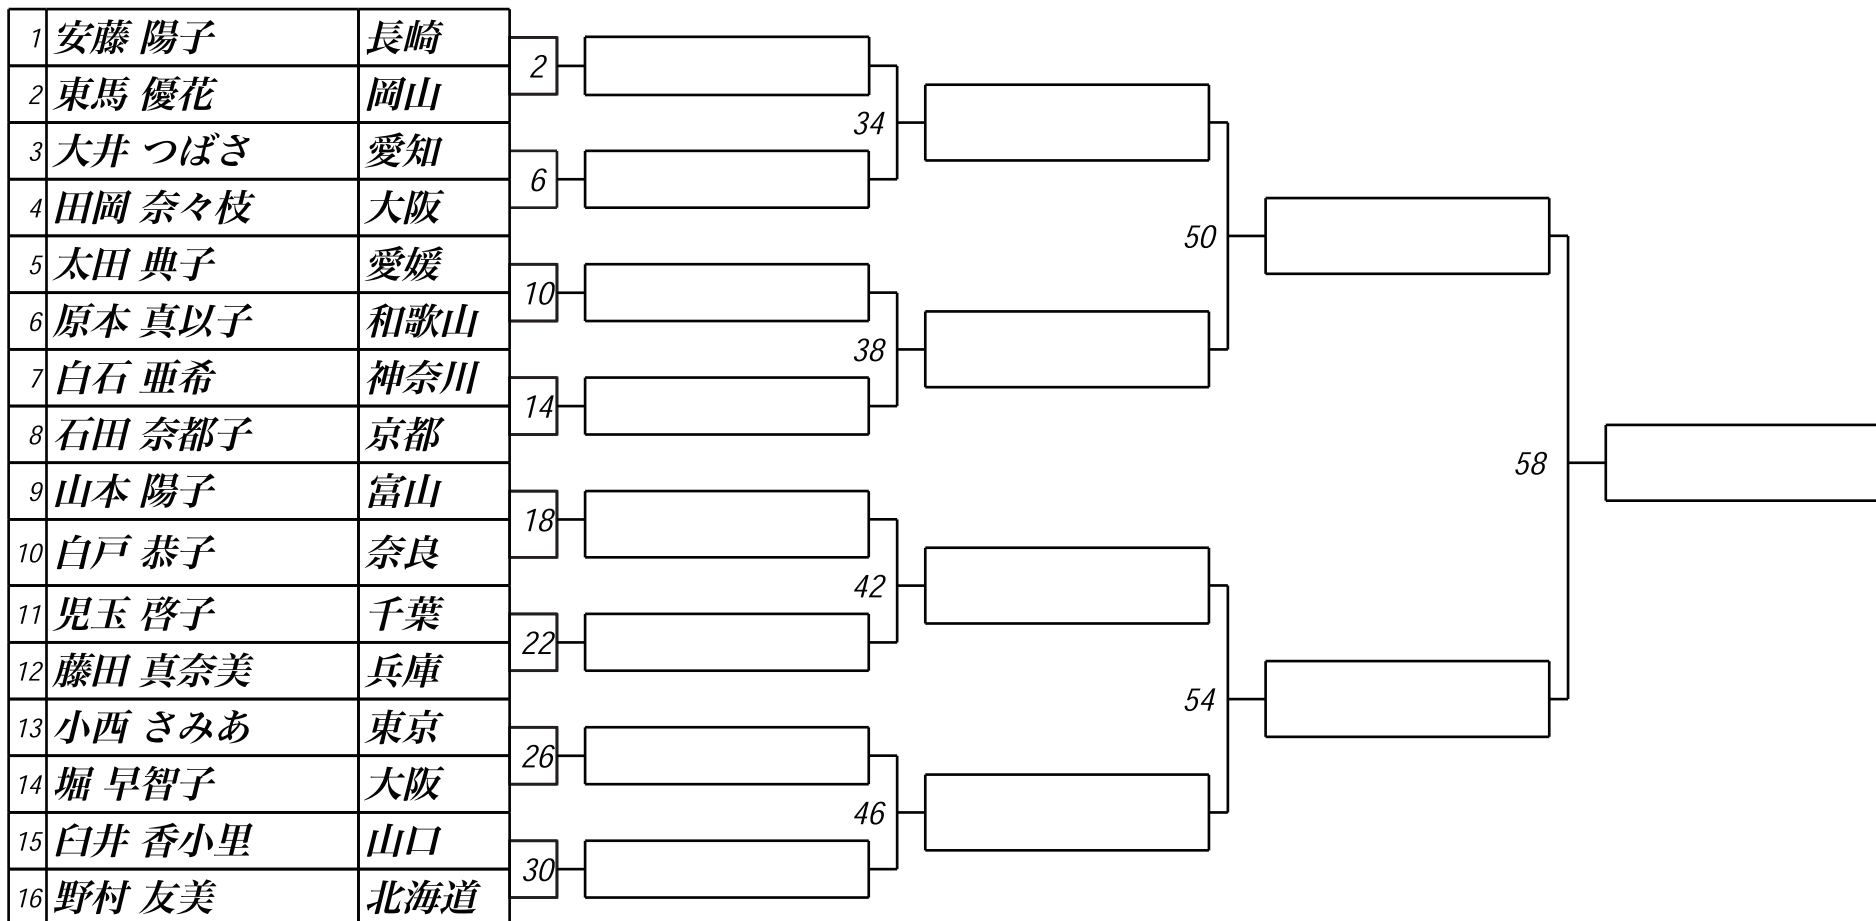 1 安藤 陽子 長崎
2 東馬 優花 岡山
2
3 大井 つばさ 愛知
4 田岡 奈々枝 大阪
6
34
5 太田 典子 愛媛
6 原本 真以子 和歌山
10
7 白石 亜希 神奈川
8 石田 奈都子 京都
14
38
50
9 山本 陽子 富山
10 白戸 恭子 奈良
18
11 児玉 啓子 千葉
12 藤田 真奈美 兵庫
22
42
13 小西 さみあ 東京
14 堀 早智子 大阪
26
15 臼井 香小里 山口
16 野村 友美 北海道
30
46
54
58